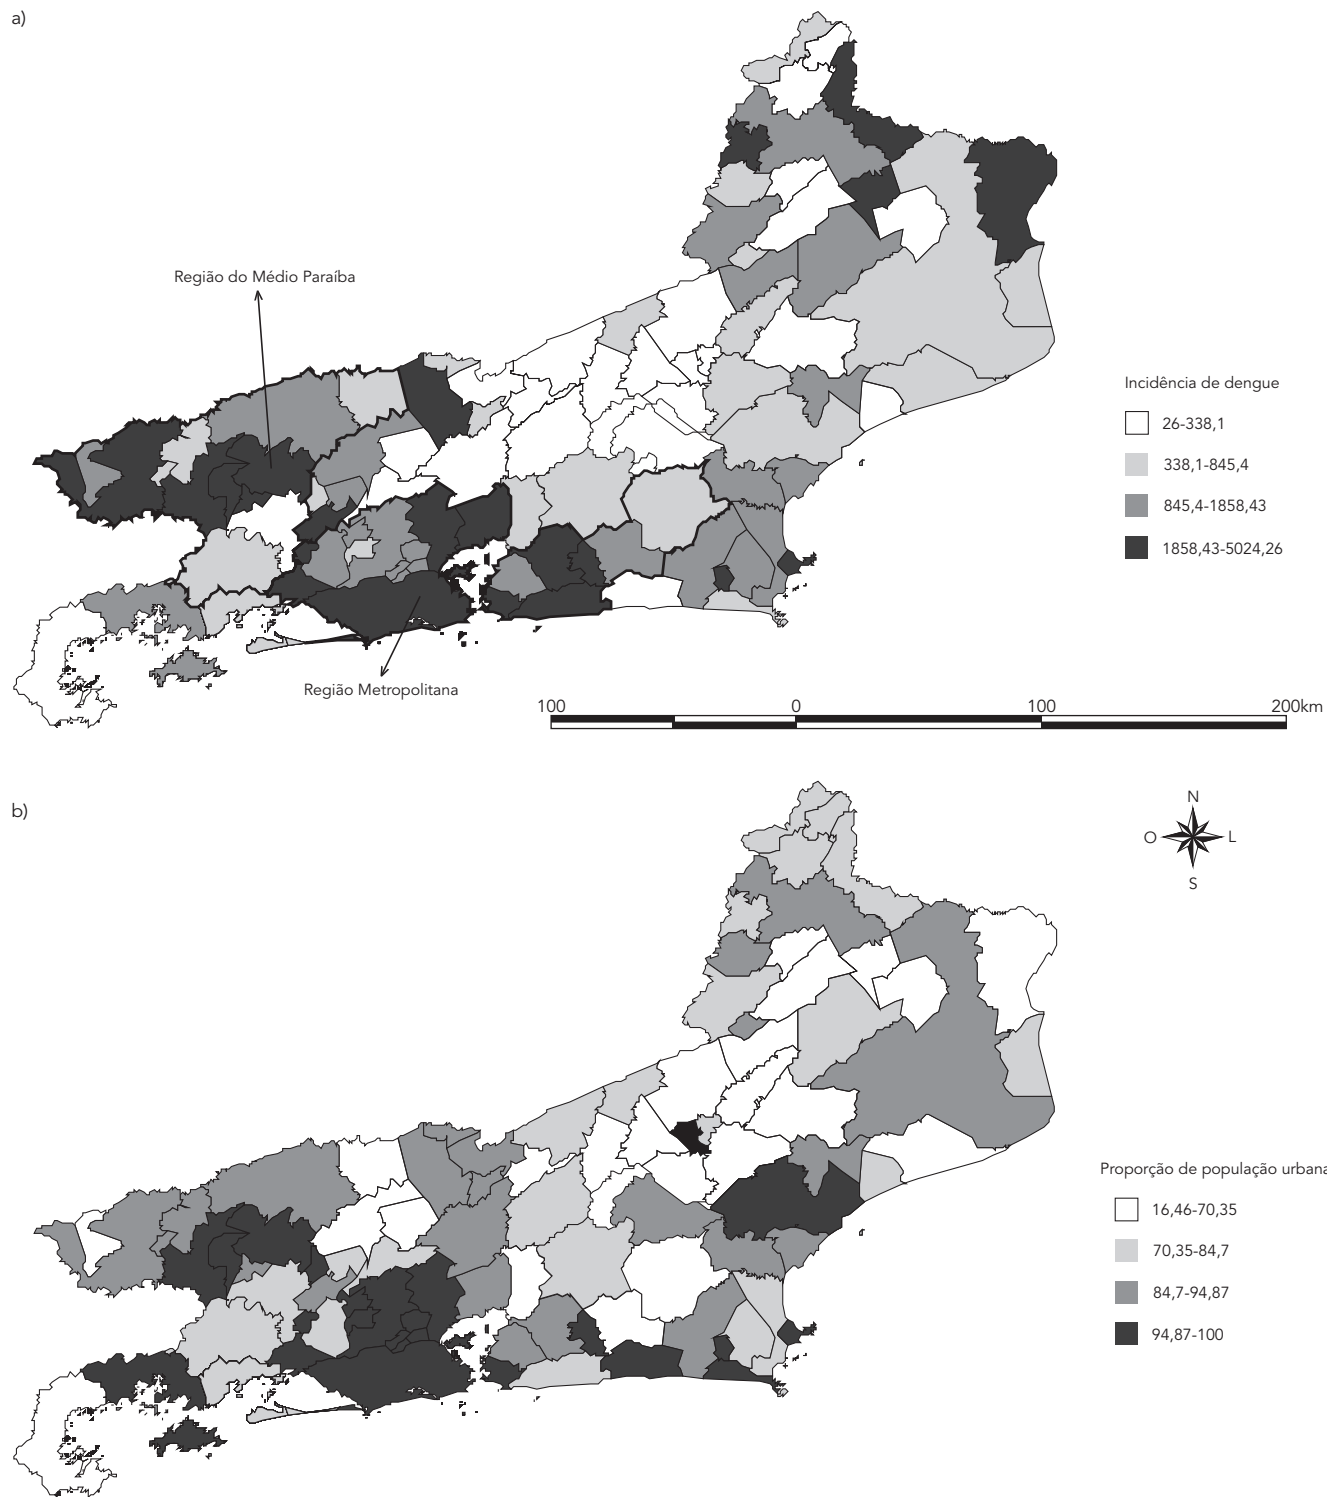 a)
Região do Médio Paraíba
Incidência de dengue
26-338,1
338,1-845,4
845,4-1858,43
1858,43-5024,26
Região Metropolitana
100 0 100 200km
b)
N
O L
S
Proporção de população urbana
16,46-70,35
70,35-84,7
84,7-94,87
94,87-100